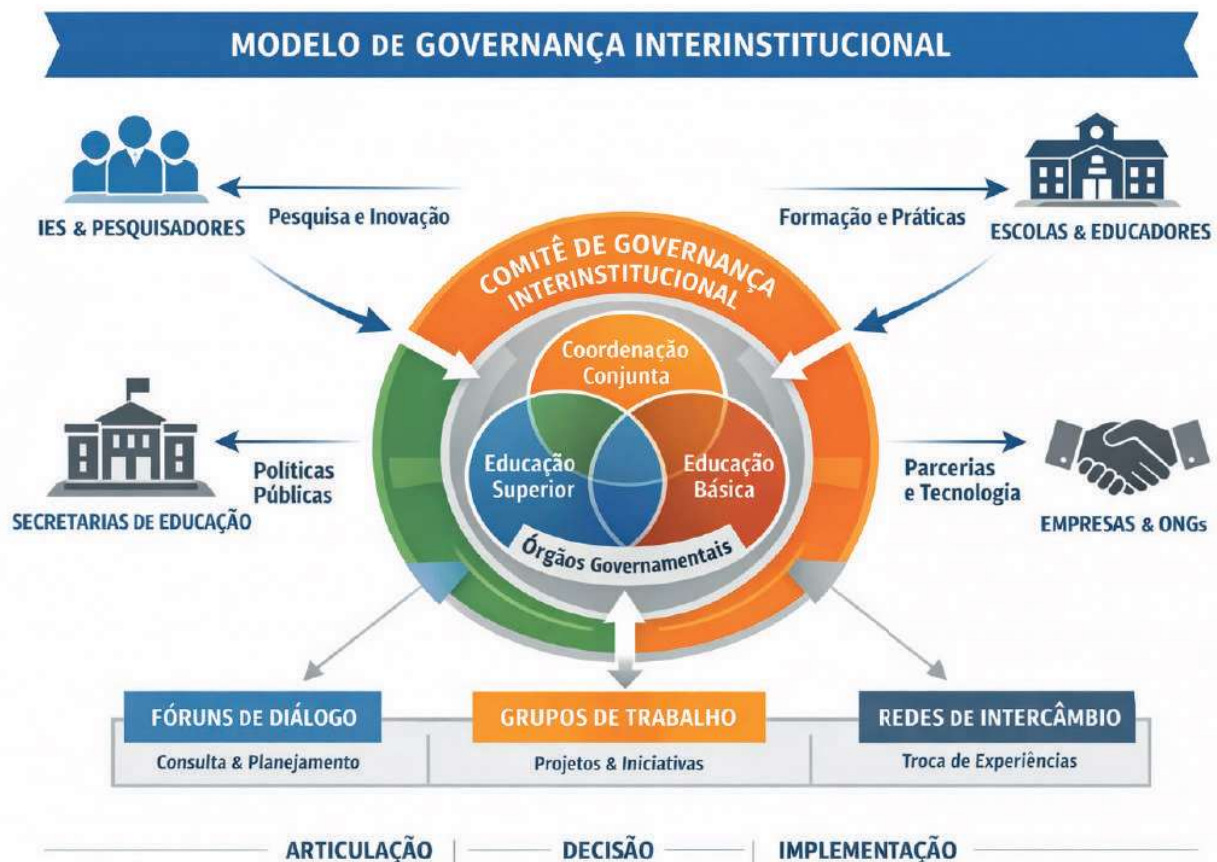 MODELO DE GOVERNANÇA INTERINSTITUCIONAL
IES & PESQUISADORES
Pesquisa e Inovação
Formação e Práticas
ESCOLAS & EDUCADORES
COMITÊ DE GOVERNANÇA
INTERINSTITUCIONAL
Coordenação
Conjunta
Educação
Superior
Educação
Básica
Órgãos Governamentais
Políticas
Públicas
SECRETARIAS DE EDUCAÇÃO
Parcerias
e Tecnologia
EMPRESAS & ONGs
FÓRUNS DE DIÁLOGO
Consulta & Planejamento
GRUPOS DE TRABALHO
Projetos & Iniciativas
REDES DE INTERCÂMBIO
Troca de Experiências
ARTICULAÇÃO | DECISÃO | IMPLEMENTAÇÃO